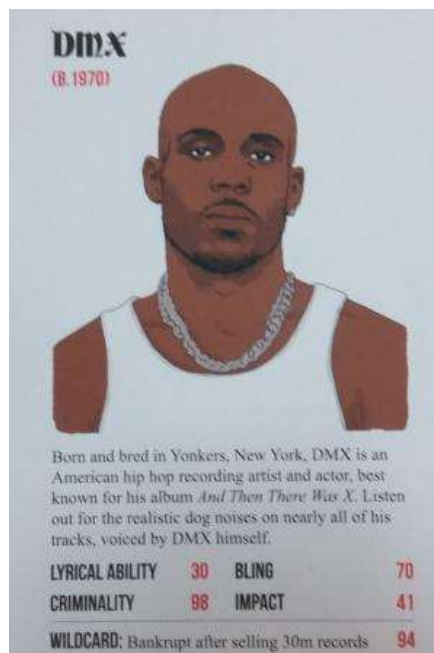 DMX
(B. 1970)
Born and bred in Yonkers, New York, DMX is an
American hip hop recording artist and actor, best
known for his album And Then There Was X. Listen
out for the realistic dog noises on nearly all of his
tracks, voiced by DMX himself.
LYRICAL ABILITY 30 BLING 70
CRIMINALITY 98 IMPACT 41
WILDCARD: Bankrupt after selling 30m records 94